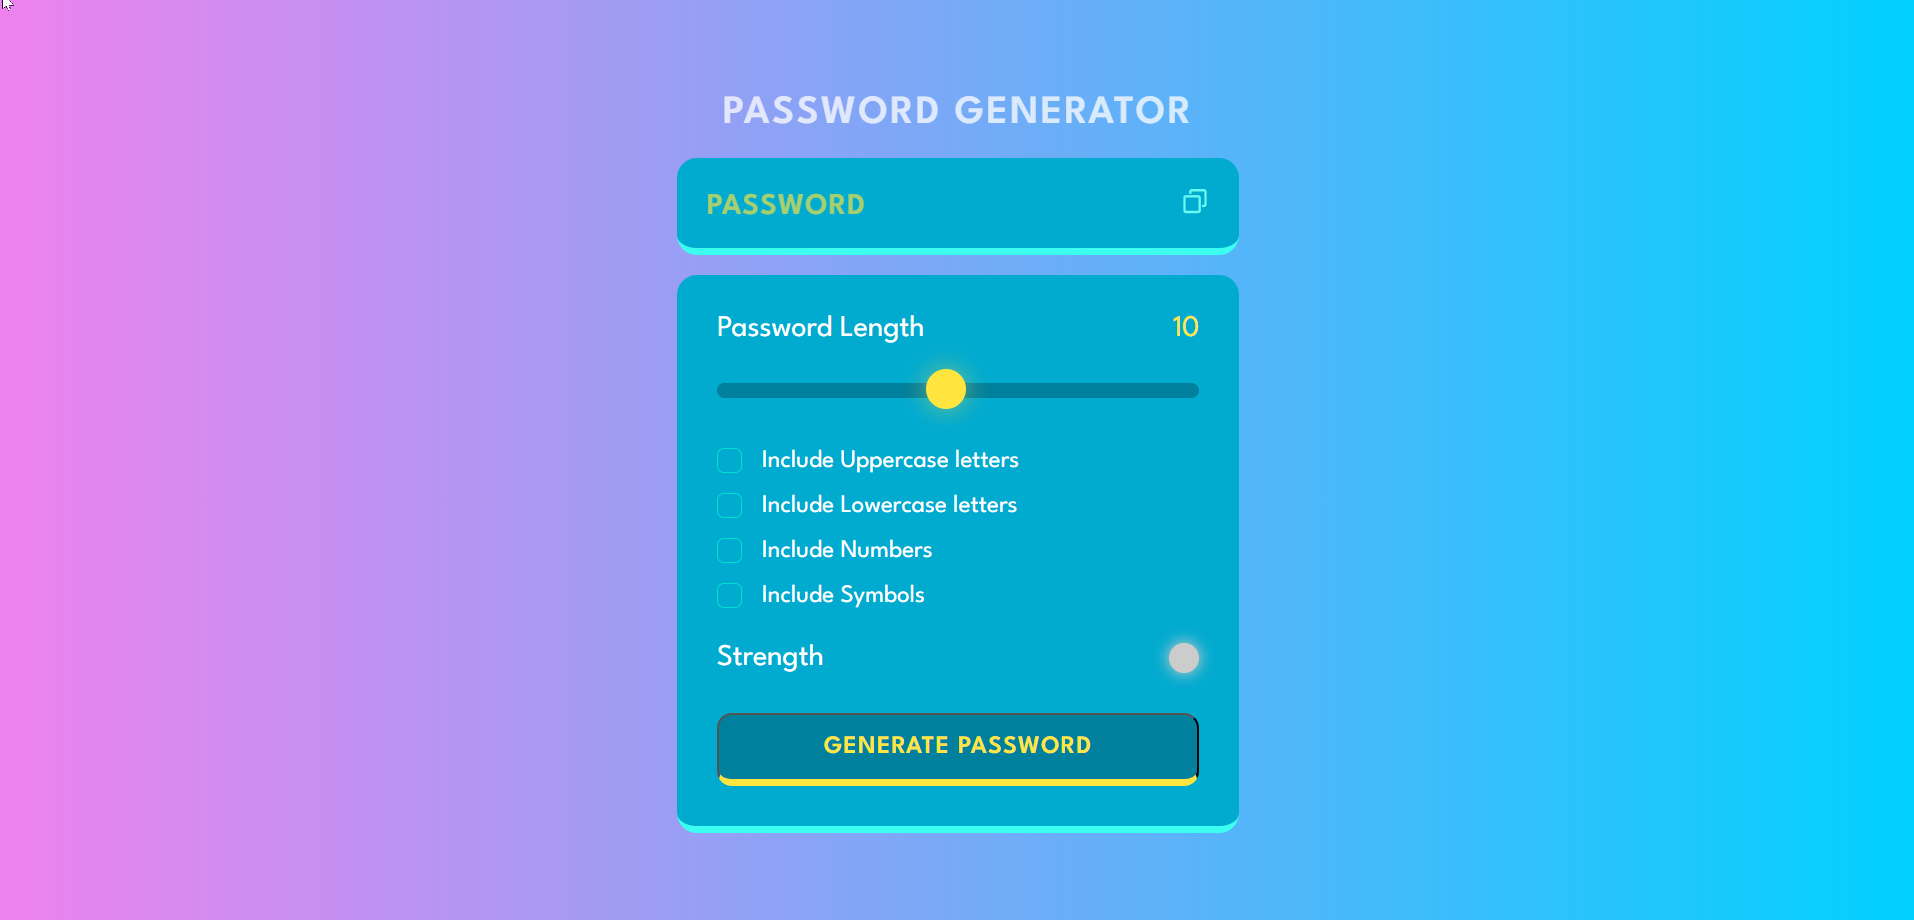 PASSWORD GENERATOR
PASSWORD
Password Length 10
Include Uppercase letters
Include Lowercase letters
Include Numbers
Include Symbols
Strength
GENERATE PASSWORD